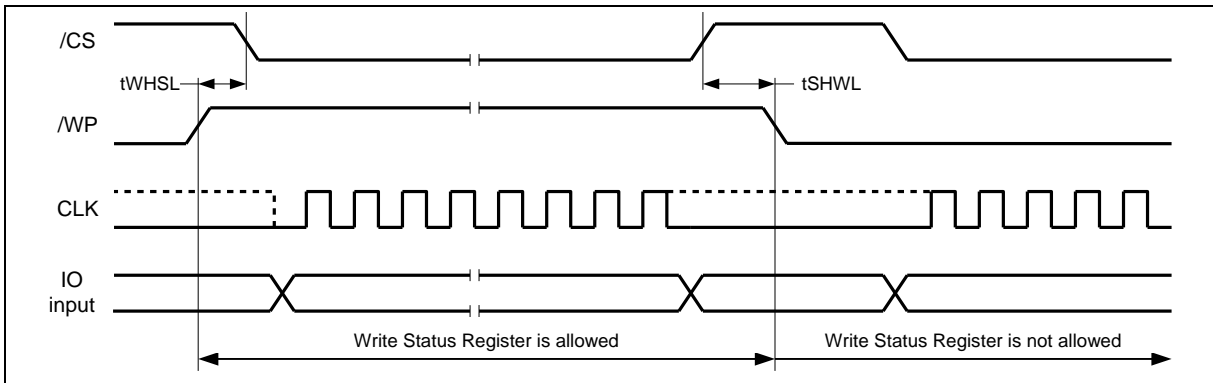 /CS
tWHSL
tSHWL
/WP
CLK
IO
input
Write Status Register is allowed
Write Status Register is not allowed